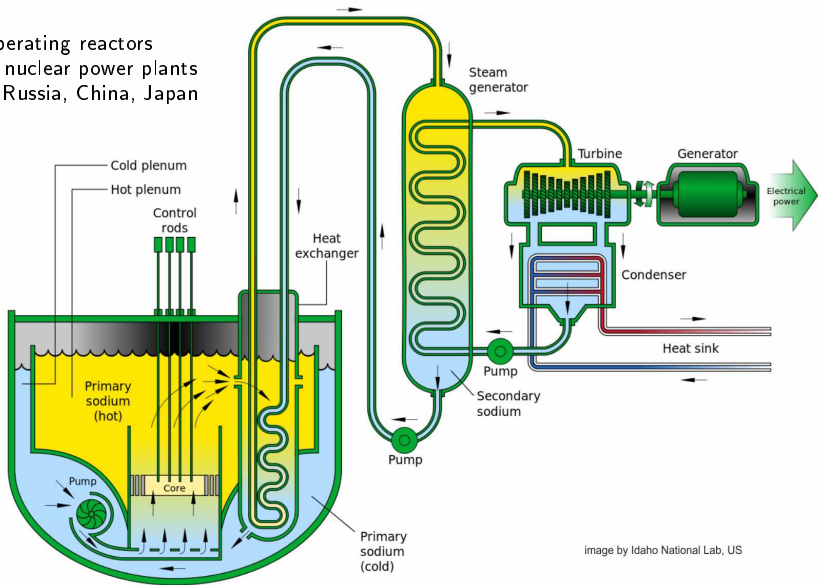 perating reactors
nuclear power plants
Russia, China, Japan
Steam
generator
Turbine
Generator
Electrical
power
Cold plenum
Hot plenum
Control
rods
Heat
exchanger
Condenser
Heat sink
Pump
Secondary
sodium
Primary
sodium
(hot)
Pump
Pump
Core
Primary
sodium
(cold)
image by Idaho National Lab, US